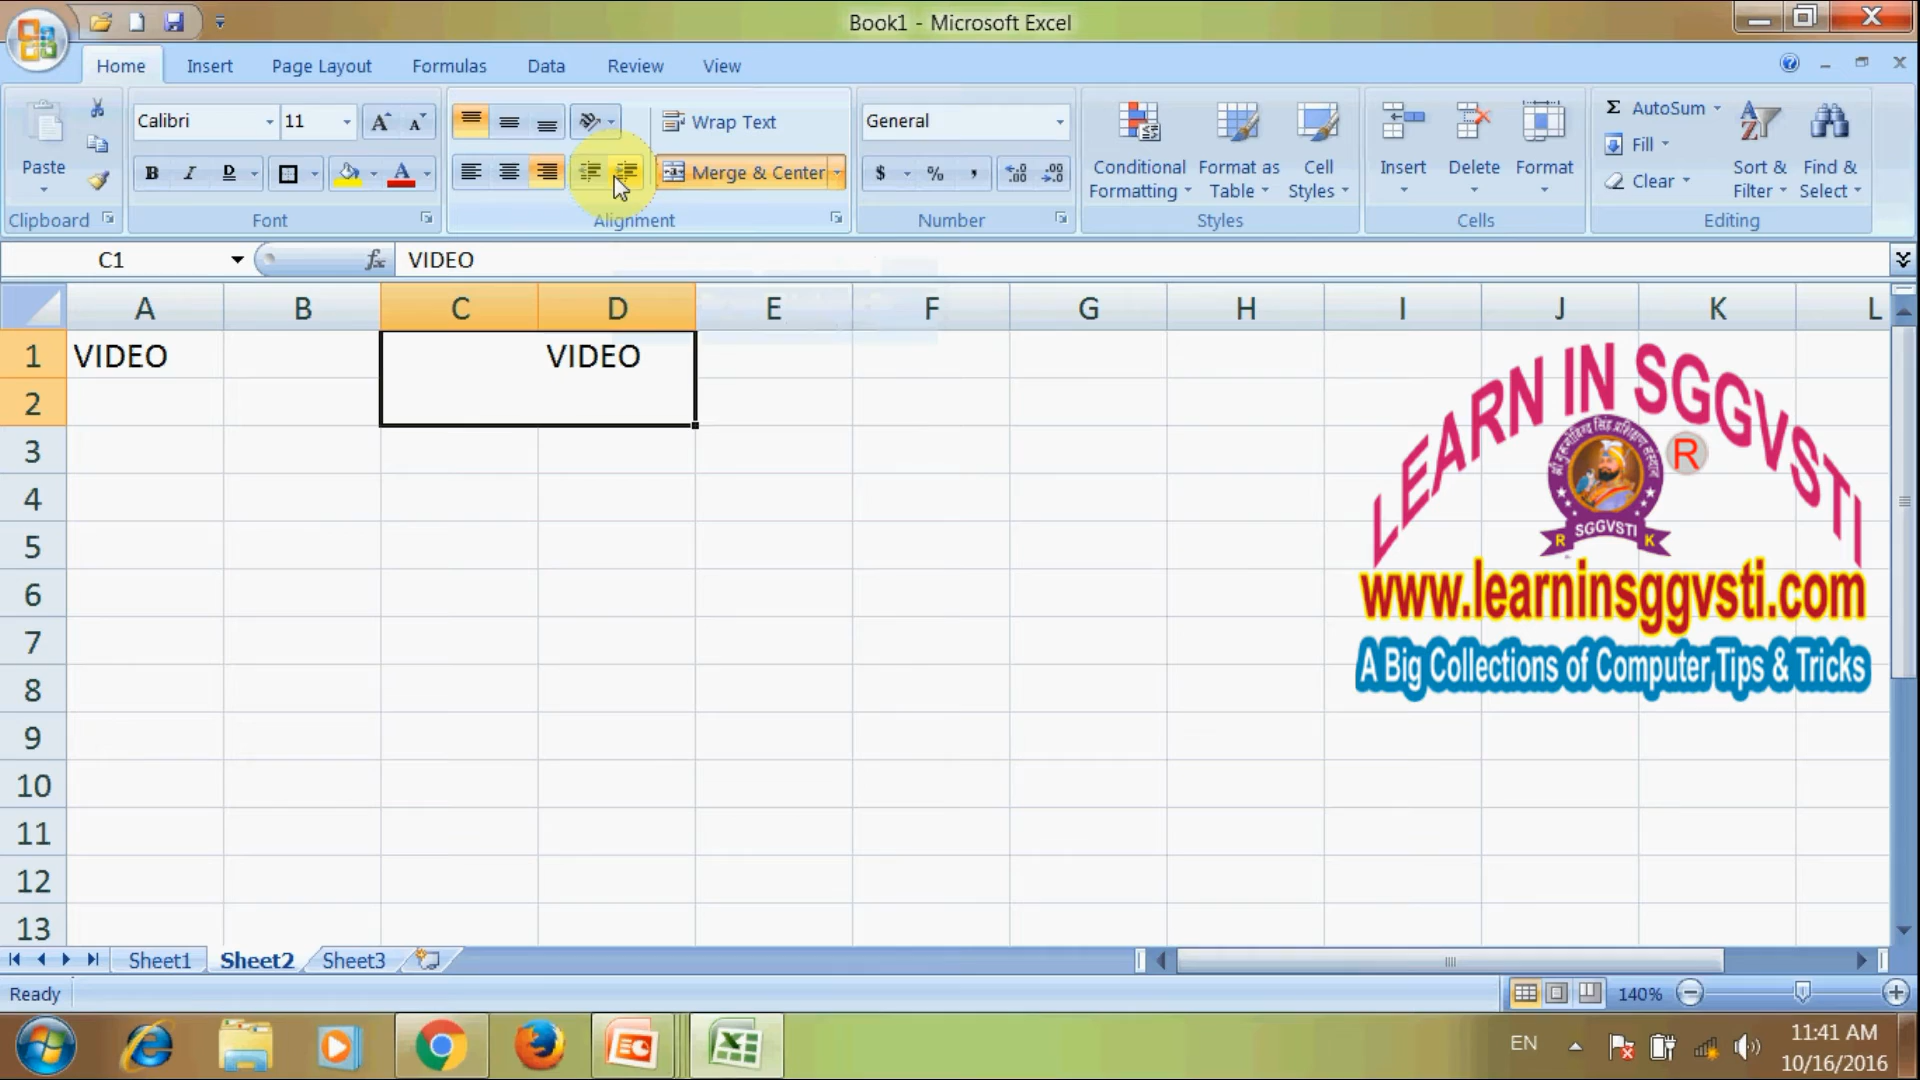 Book1 - Microsoft Excel
Home Insert Page Layout Formulas Data Review View
Calibri 11 Wrap Text General AutoSum
Fill
Paste B I D Merge & Center $ % , Conditional Formatting Format as Table Cell Styles Insert Delete Format Clear Sort & Filter Find & Select
Clipboard Font Alignment Number Styles Cells Editing
C1 fx VIDEO
A B C D E F G H I J K L
1 VIDEO VIDEO
2
3
4
5
6
7
8
9
10
11
12
13
LEARN IN SGGVSTI
R
SGGVSTI
R K
www.learninsggvsti.com
A Big Collections of Computer Tips & Tricks
Sheet1 Sheet2 Sheet3
Ready 140%
EN 11:41 AM
10/16/2016